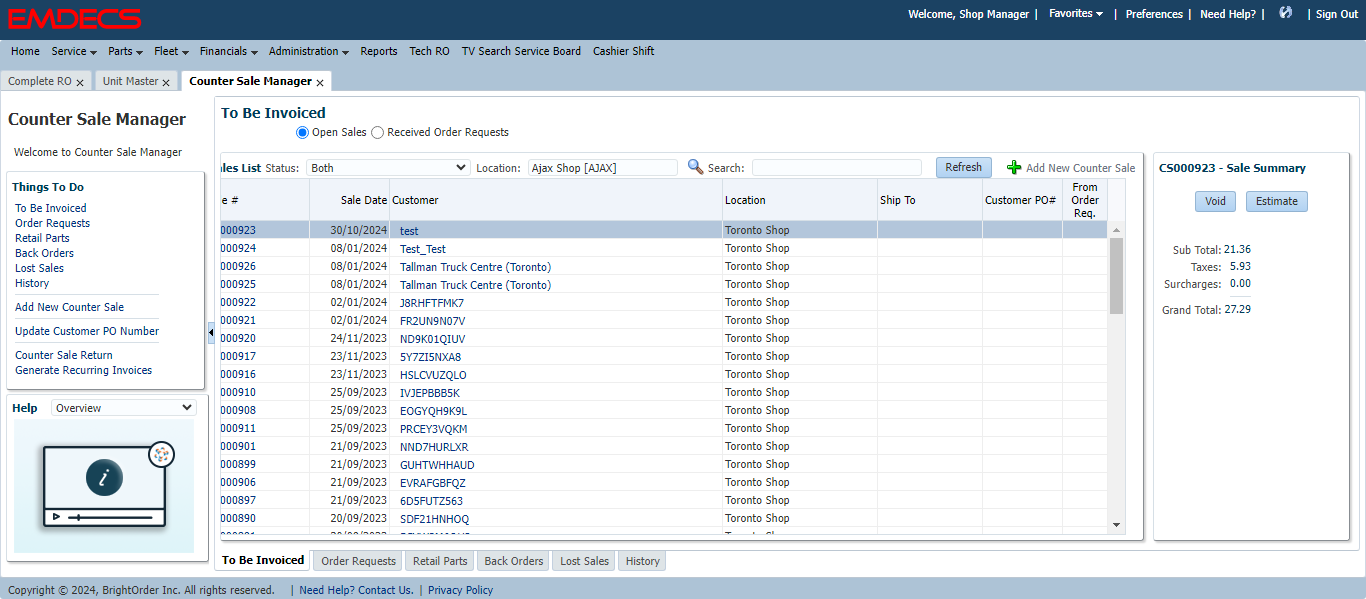 EMDECS
Welcome, Shop Manager | Favorites | Preferences | Need Help? | | Sign Out
Home Service Parts Fleet Financials Administration Reports Tech RO TV Search Service Board Cashier Shift
Complete RO x Unit Master x Counter Sale Manager x
Counter Sale Manager
Welcome to Counter Sale Manager
Things To Do
To Be Invoiced
Order Requests
Retail Parts
Back Orders
Lost Sales
History
Add New Counter Sale
Update Customer PO Number
Counter Sale Return
Generate Recurring Invoices
Help Overview
i
To Be Invoiced
Open Sales Received Order Requests
ales List Status: Both Location: Ajax Shop [AJAX] Search: Refresh Add New Counter Sale
e # Sale Date Customer Location Ship To Customer PO# From Order Req.
000923 30/10/2024 test Toronto Shop
000924 08/01/2024 Test_Test Toronto Shop
000926 08/01/2024 Tallman Truck Centre (Toronto) Toronto Shop
000925 08/01/2024 Tallman Truck Centre (Toronto) Toronto Shop
000922 02/01/2024 J8RHFTFMK7 Toronto Shop
000921 02/01/2024 FR2UN9N07V Toronto Shop
000920 24/11/2023 ND9K01QIUV Toronto Shop
000917 23/11/2023 5Y7ZI5NXA8 Toronto Shop
000916 23/11/2023 HSLCVUZQLO Toronto Shop
000910 25/09/2023 IVJEPBBB5K Toronto Shop
000908 25/09/2023 EOGYQH9K9L Toronto Shop
000911 25/09/2023 PRCEY3VQKM Toronto Shop
000901 21/09/2023 NND7HURLXR Toronto Shop
000899 21/09/2023 GUHTWHHAUD Toronto Shop
000906 21/09/2023 EVRAFGBFQZ Toronto Shop
000897 21/09/2023 6D5FUTZ563 Toronto Shop
000890 20/09/2023 SDF21HNHOQ Toronto Shop
CS000923 - Sale Summary
Void Estimate
Sub Total: 21.36
Taxes: 5.93
Surcharges: 0.00
Grand Total: 27.29
To Be Invoiced Order Requests Retail Parts Back Orders Lost Sales History
Copyright © 2024, BrightOrder Inc. All rights reserved. | Need Help? Contact Us. | Privacy Policy